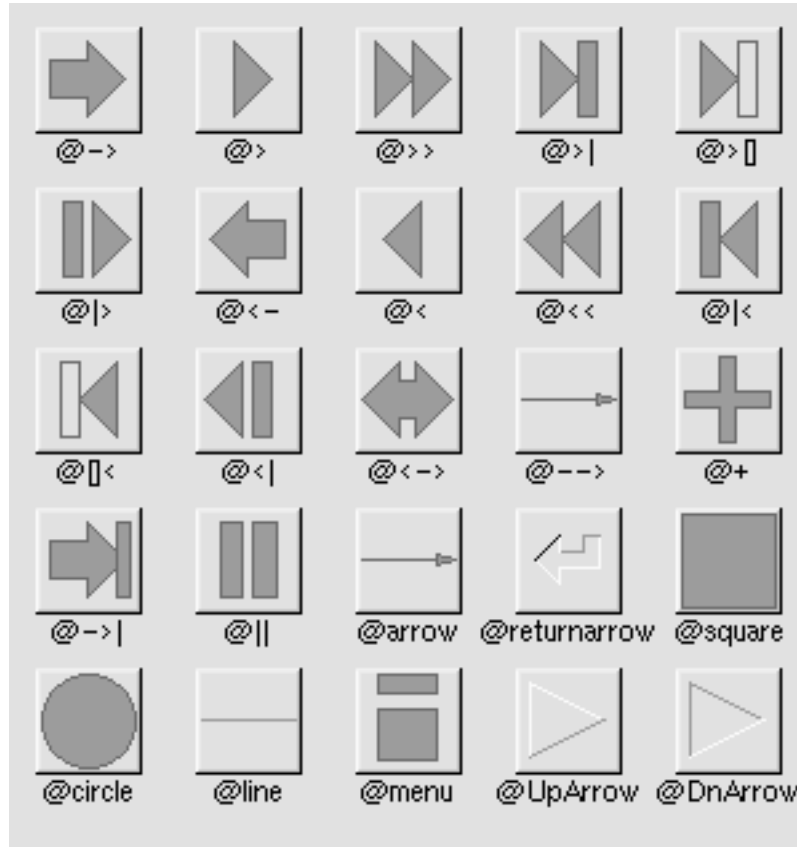 @-> @> @>> @>| @>[]
@|> @<- @< @<< @|<
@[]< @<| @<-> @--> @+
@->| @|| @arrow @returnarrow @square
@circle @line @menu @UpArrow @DnArrow